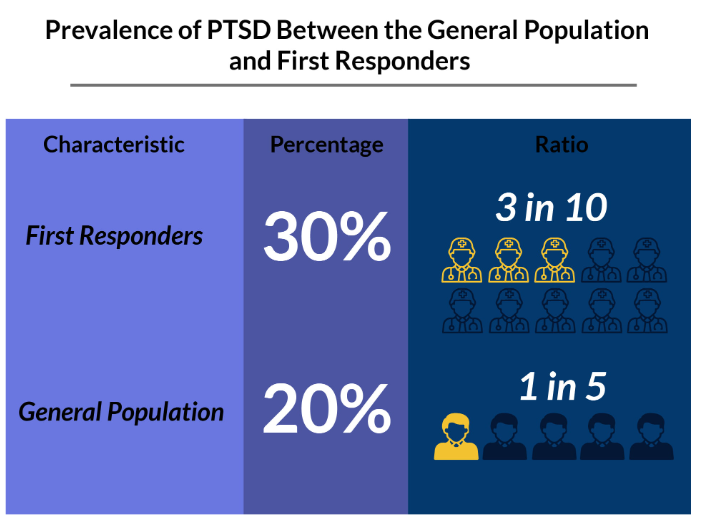 Prevalence of PTSD Between the General Population
and First Responders
Characteristic
Percentage
Ratio
First Responders
30%
3 in 10
General Population
20%
1 in 5